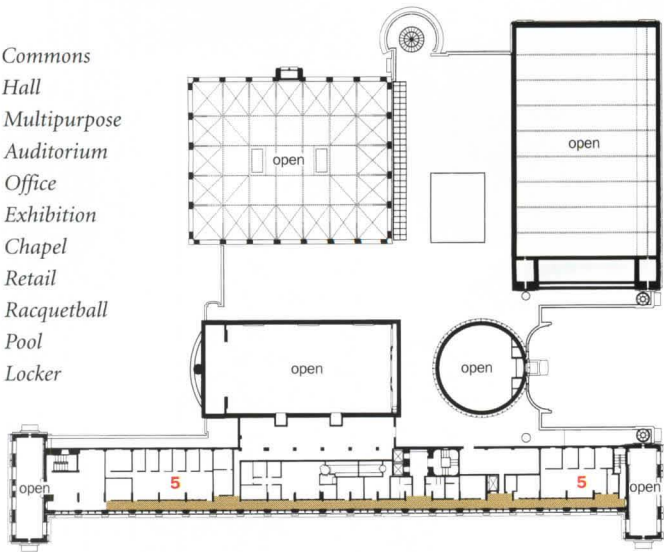 Commons
Hall
Multipurpose
Auditorium
Office
Exhibition
Chapel
Retail
Racquetball
Pool
Locker
open
open
open
open
open
5
5
open